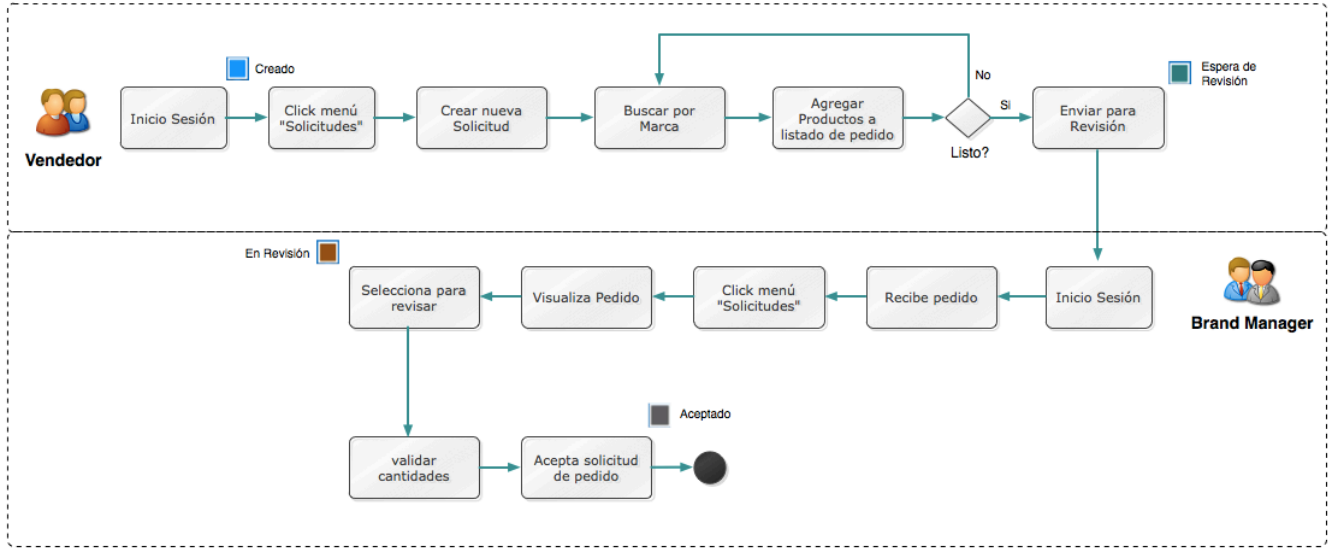 Creado
Vendedor
Inicio Sesión
Click menú
"Solicitudes"
Crear nueva
Solicitud
Buscar por
Marca
Agregar
Productos a
listado de pedido
No
Si
Listo?
Espera de
Revisión
Enviar para
Revisión
Brand Manager
Inicio Sesión
Recibe pedido
Click menú
"Solicitudes"
Visualiza Pedido
En Revisión
Selecciona para
revisar
validar
cantidades
Acepta solicitud
de pedido
Aceptado